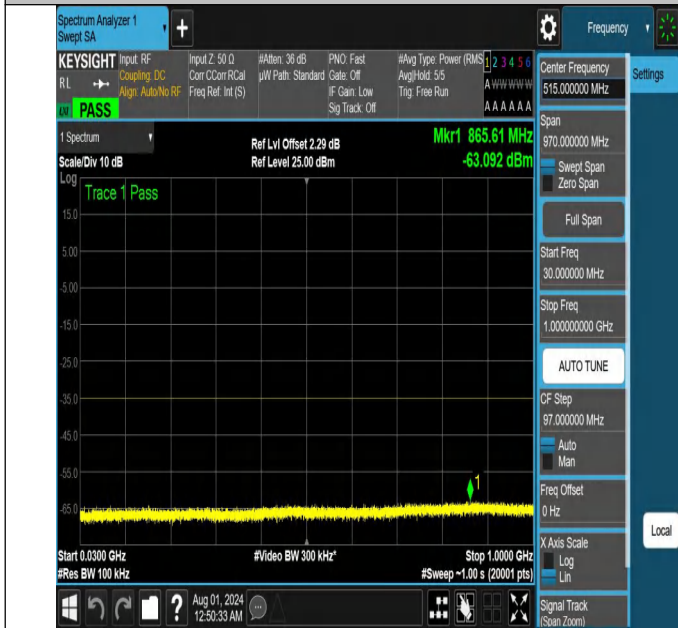 Spectrum Analyzer 1
Swept SA
+
Frequency
KEYSIGHT
RL
LXI
PASS
Input: RF
Coupling: DC
Align: Auto/No RF
Input Z: 50 Ω
Corr CCorr RCal
Freq Ref: Int (S)
#Atten: 36 dB
µW Path: Standard
PNO: Fast
Gate: Off
IF Gain: Low
Sig Track: Off
#Avg Type: Power (RMS
Avg|Hold: 5/5
Trig: Free Run
1 2 3 4 5 6
A W W W W W
A A A A A A
1 Spectrum
Scale/Div 10 dB
Ref Lvl Offset 2.29 dB
Ref Level 25.00 dBm
Mkr1 865.61 MHz
-63.092 dBm
Log
Trace 1 Pass
15.0
5.00
-5.00
-15.0
-25.0
-35.0
-45.0
-55.0
-65.0
1
Start 0.0300 GHz
#Res BW 100 kHz
#Video BW 300 kHz*
Stop 1.0000 GHz
#Sweep ~1.00 s (20001 pts)
Aug 01, 2024
12:50:33 AM
?
Center Frequency
515.000000 MHz
Settings
Span
970.000000 MHz
Swept Span
Zero Span
Full Span
Start Freq
30.000000 MHz
Stop Freq
1.000000000 GHz
AUTO TUNE
CF Step
97.000000 MHz
Auto
Man
Freq Offset
0 Hz
X Axis Scale
Log
Lin
Local
Signal Track
(Span Zoom)